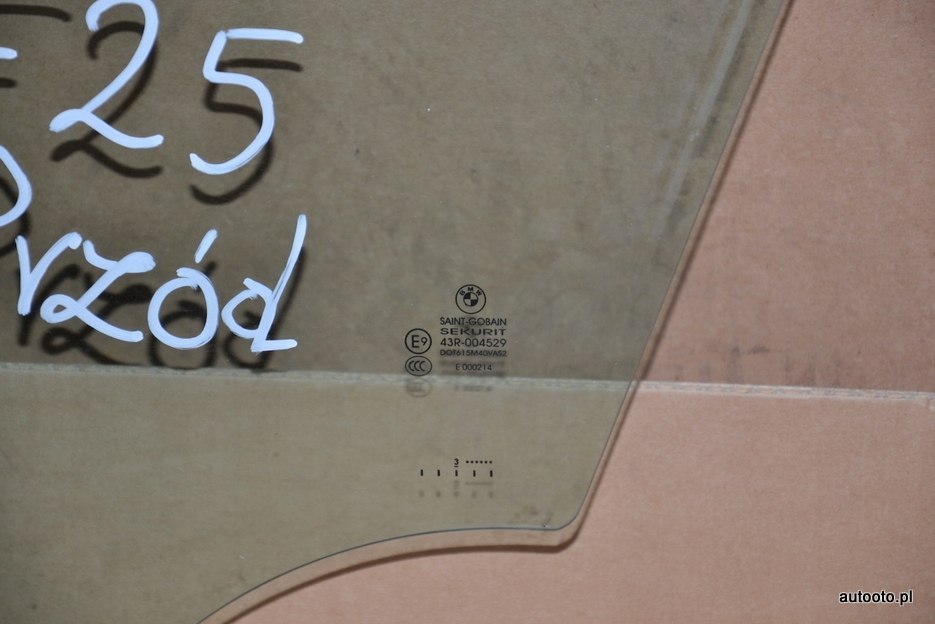 25
rzód
BMW
SAINT-GOBAIN
SEKURIT
E9 43R-004529
DOT615M40VAS2
CCC E 000214
3 ......
autooto.pl